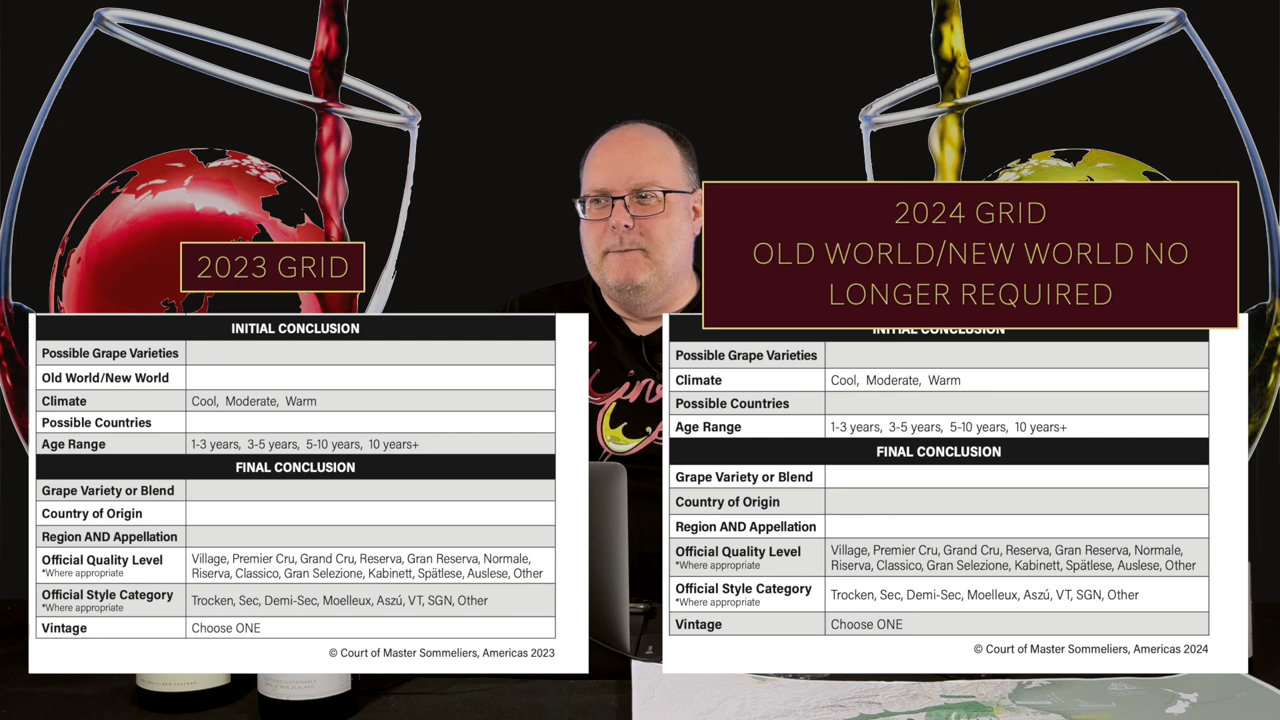 2023 GRID
INITIAL CONCLUSION
Possible Grape Varieties
Old World/New World
Climate Cool, Moderate, Warm
Possible Countries
Age Range 1-3 years, 3-5 years, 5-10 years, 10 years+
FINAL CONCLUSION
Grape Variety or Blend
Country of Origin
Region AND Appellation
Official Quality Level
*Where appropriate
Village, Premier Cru, Grand Cru, Reserva, Gran Reserva, Normale,
Riserva, Classico, Gran Selezione, Kabinett, Spätlese, Auslese, Other
Official Style Category
*Where appropriate
Trocken, Sec, Demi-Sec, Moelleux, Aszú, VT, SGN, Other
Vintage Choose ONE
© Court of Master Sommeliers, Americas 2023
2024 GRID
OLD WORLD/NEW WORLD NO
LONGER REQUIRED
INITIAL CONCLUSION
Possible Grape Varieties
Climate Cool, Moderate, Warm
Possible Countries
Age Range 1-3 years, 3-5 years, 5-10 years, 10 years+
FINAL CONCLUSION
Grape Variety or Blend
Country of Origin
Region AND Appellation
Official Quality Level
*Where appropriate
Village, Premier Cru, Grand Cru, Reserva, Gran Reserva, Normale,
Riserva, Classico, Gran Selezione, Kabinett, Spätlese, Auslese, Other
Official Style Category
*Where appropriate
Trocken, Sec, Demi-Sec, Moelleux, Aszú, VT, SGN, Other
Vintage Choose ONE
© Court of Master Sommeliers, Americas 2024